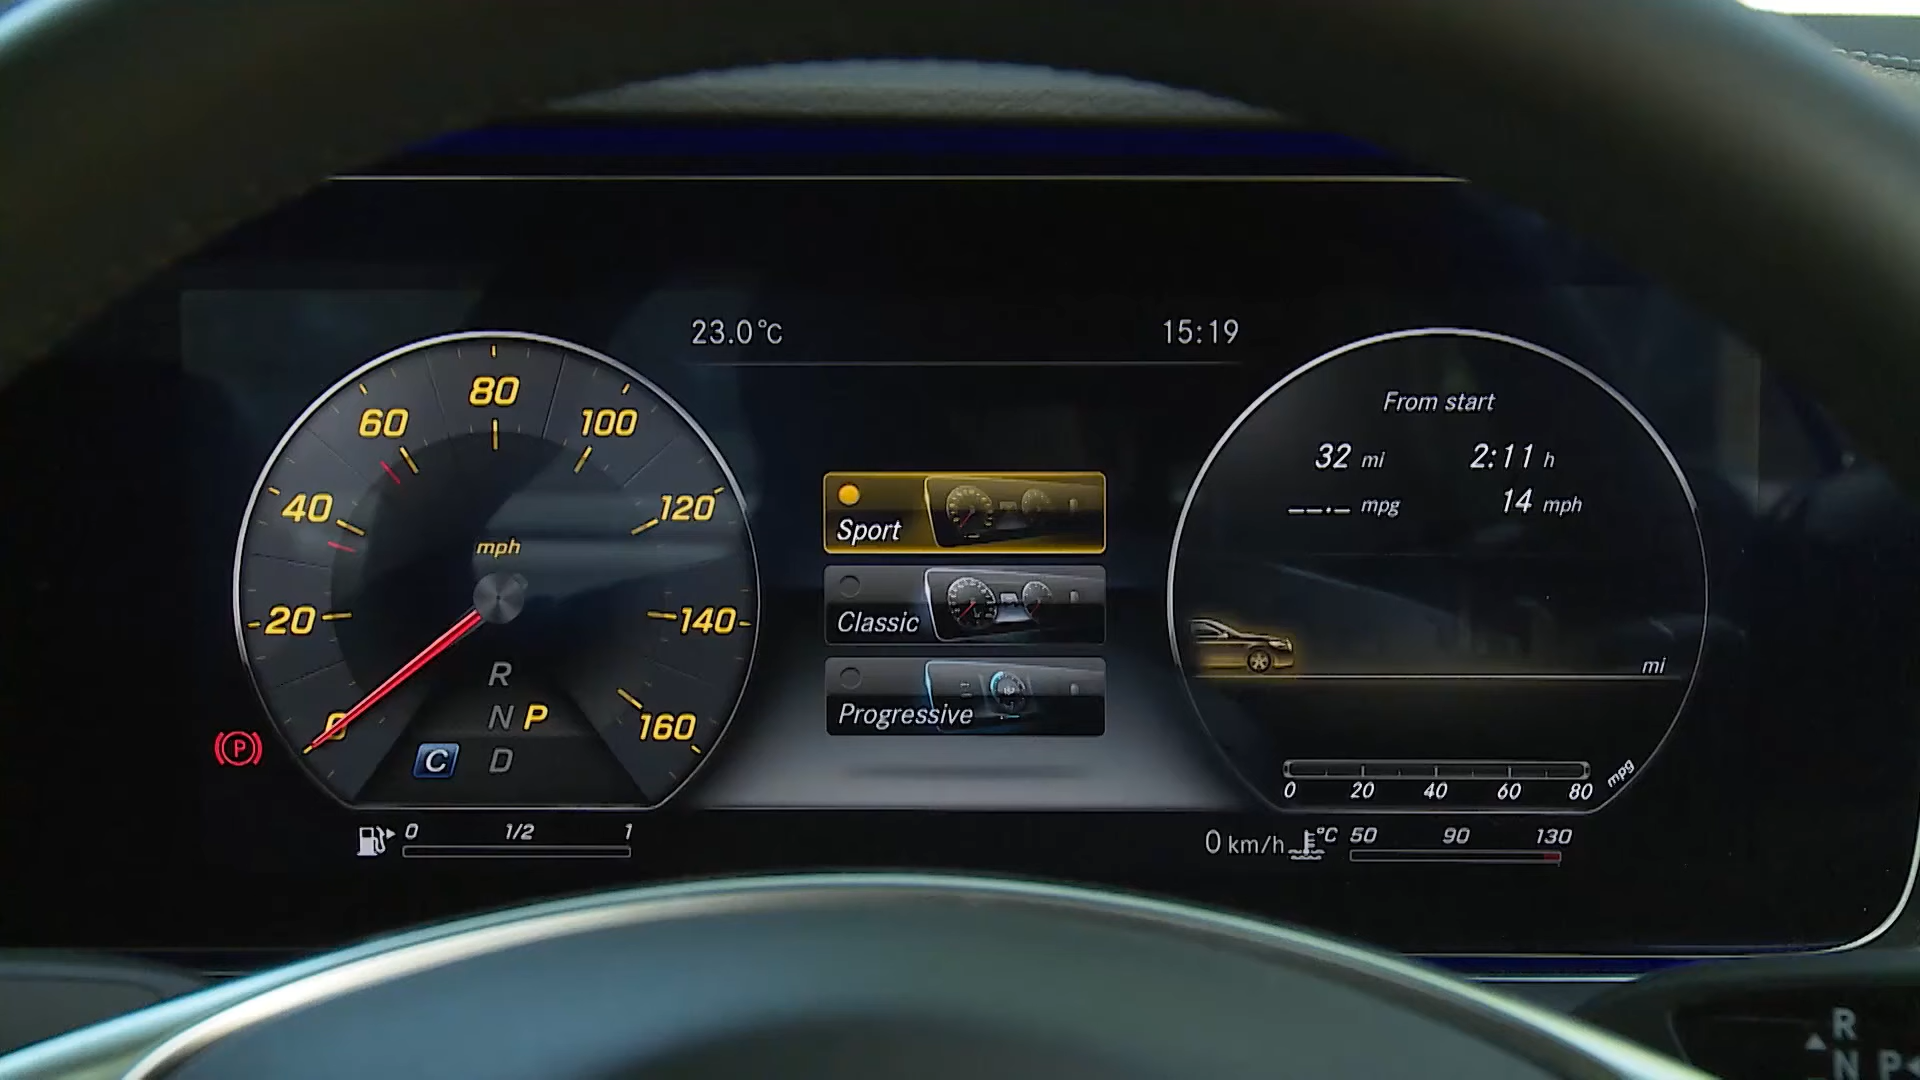 23.0°C
15:19
80
60
100
40
120
mph
20
140
0
160
R
N P
C D
P
0 1/2 1
Sport
Classic
Progressive
From start
32 mi 2:11 h
--.- mpg 14 mph
mi
0 20 40 60 80 mpg
0 km/h °C 50 90 130
R
N P